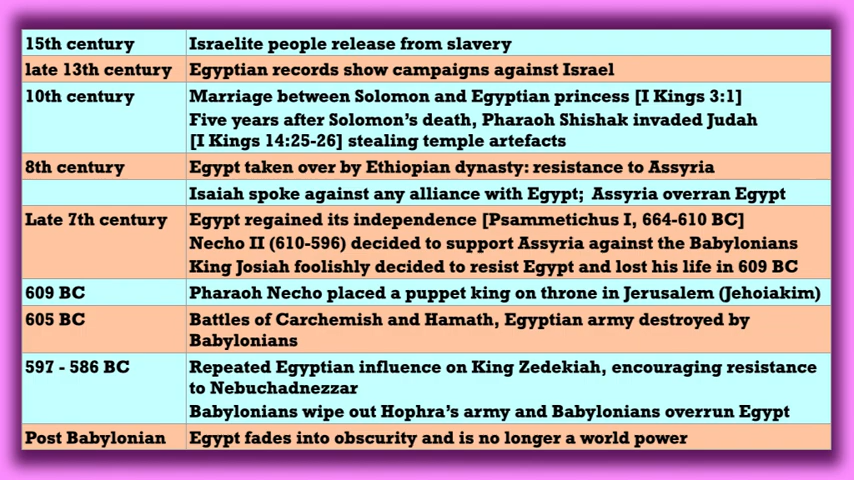 15th century Israelite people release from slavery
late 13th century Egyptian records show campaigns against Israel
10th century Marriage between Solomon and Egyptian princess [I Kings 3:1]
Five years after Solomon's death, Pharaoh Shishak invaded Judah
[I Kings 14:25-26] stealing temple artefacts
8th century Egypt taken over by Ethiopian dynasty: resistance to Assyria
Isaiah spoke against any alliance with Egypt; Assyria overran Egypt
Late 7th century Egypt regained its independence [Psammetichus I, 664-610 BC]
Necho II (610-596) decided to support Assyria against the Babylonians
King Josiah foolishly decided to resist Egypt and lost his life in 609 BC
609 BC Pharaoh Necho placed a puppet king on throne in Jerusalem (Jehoiakim)
605 BC Battles of Carchemish and Hamath, Egyptian army destroyed by
Babylonians
597 - 586 BC Repeated Egyptian influence on King Zedekiah, encouraging resistance
to Nebuchadnezzar
Babylonians wipe out Hophra's army and Babylonians overrun Egypt
Post Babylonian Egypt fades into obscurity and is no longer a world power